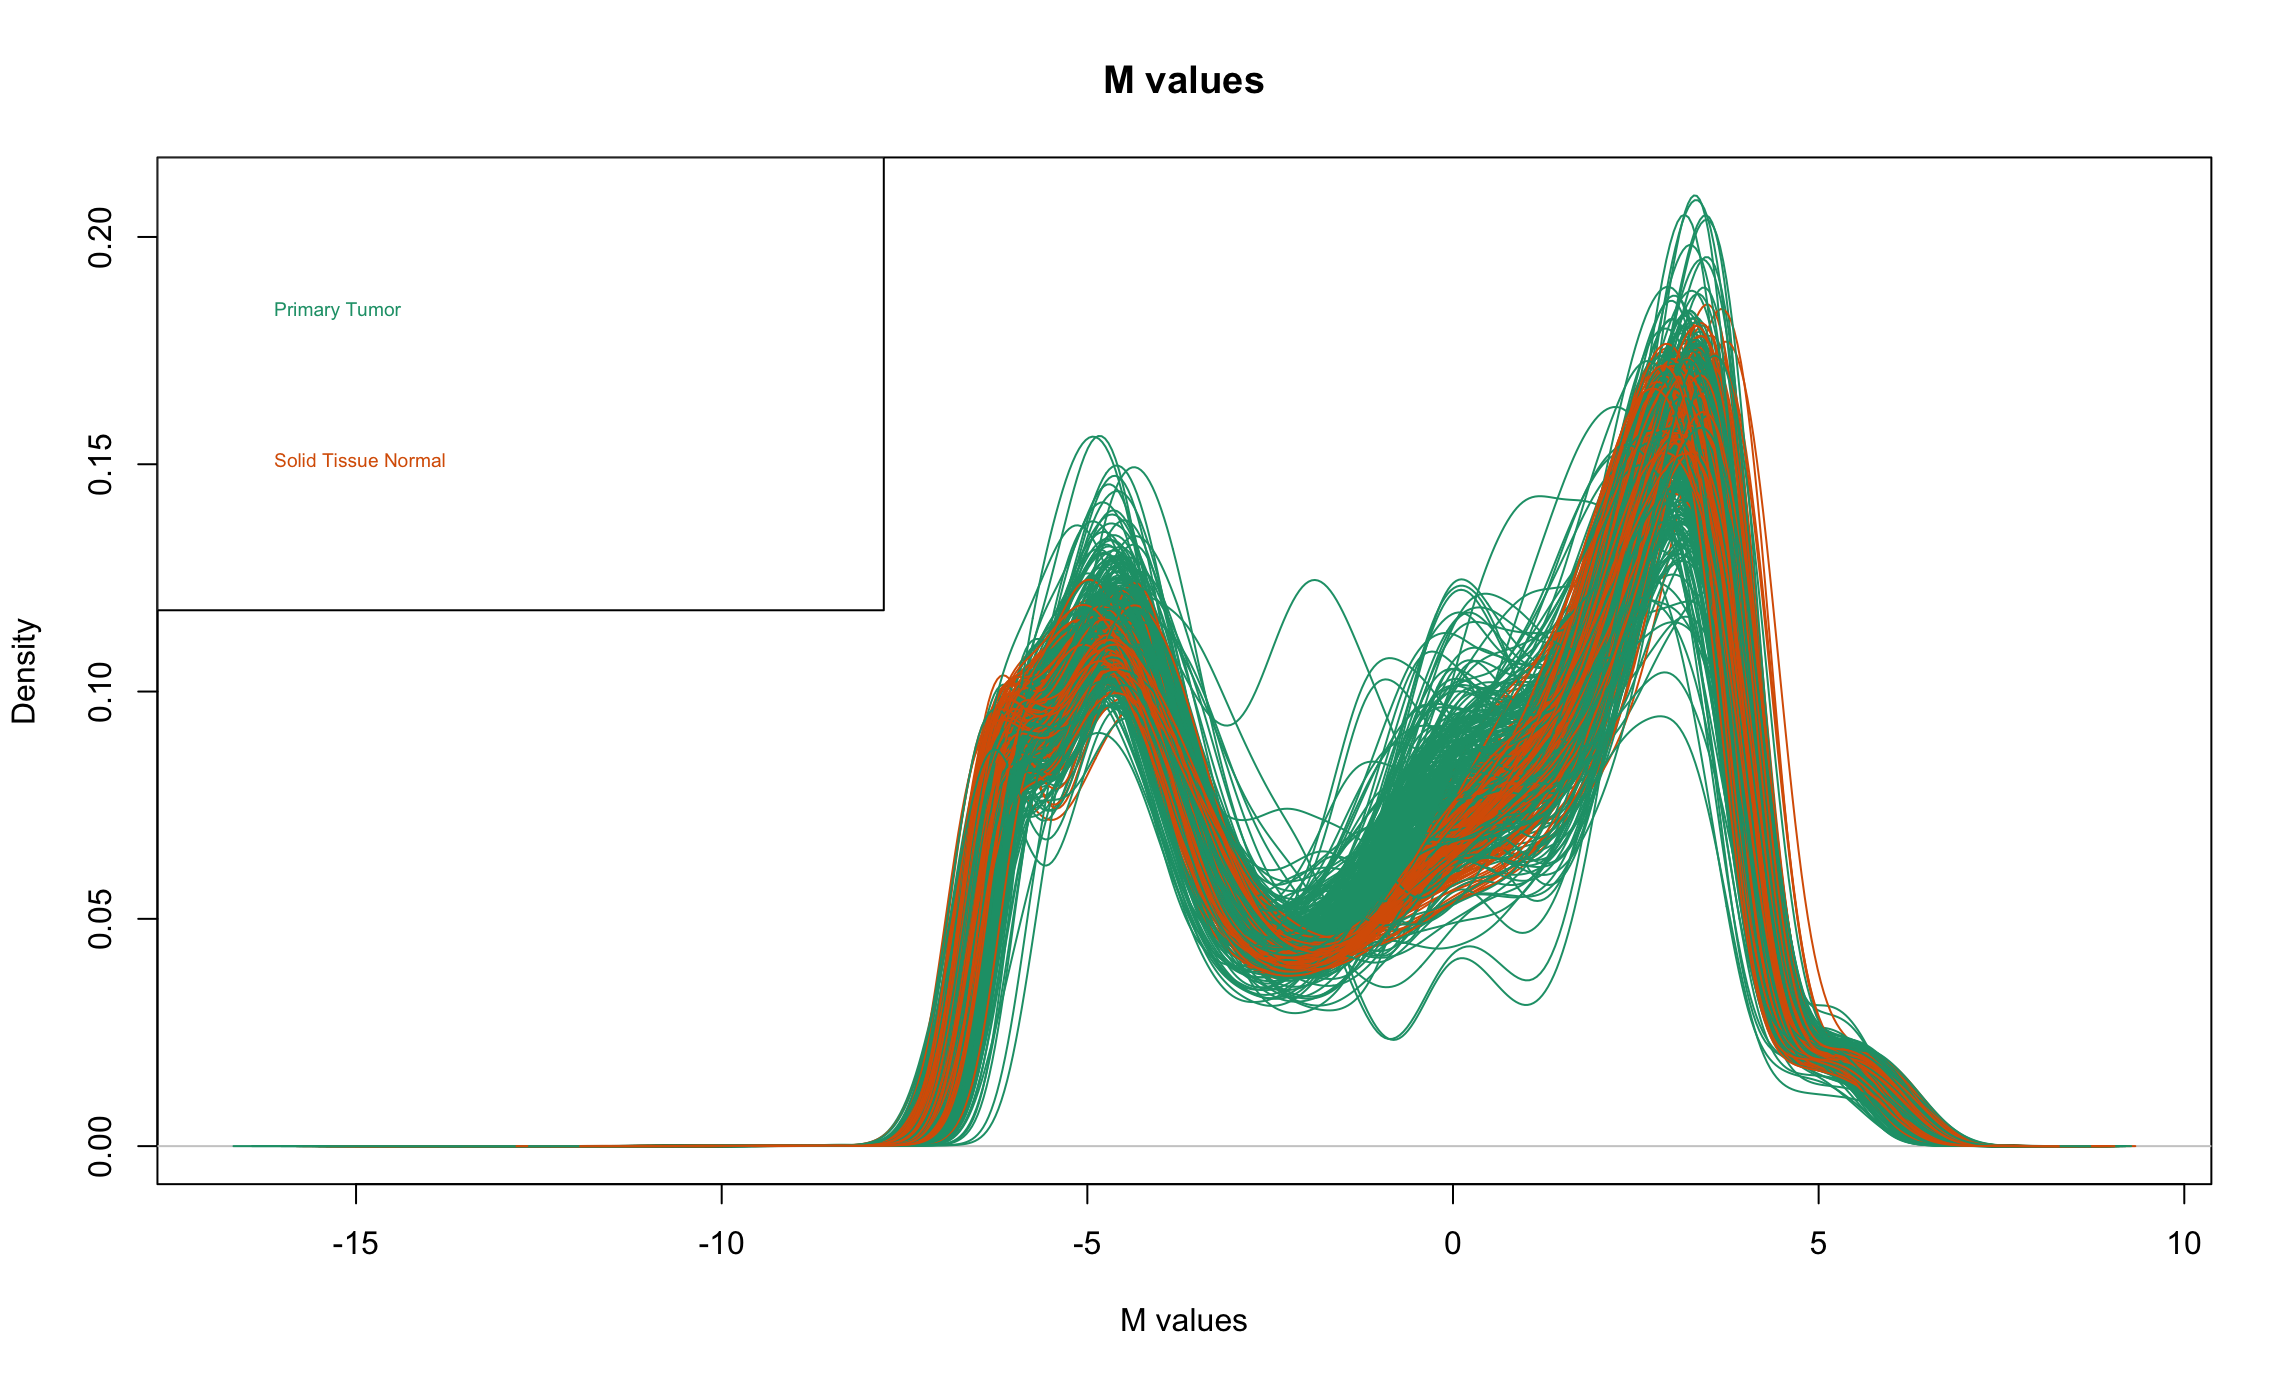 M values
Primary Tumor
Solid Tissue Normal
Density
0.20
0.15
0.10
0.05
0.00
-15 -10 -5 0 5 10
M values